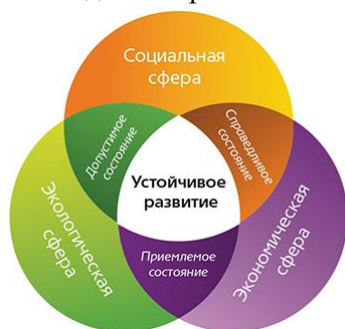 Социальная
сфера
Допустимое
состояние
Справедливое
состояние
Устойчивое
развитие
Экологическая
сфера
Экономическая
сфера
Приемлемое
состояние